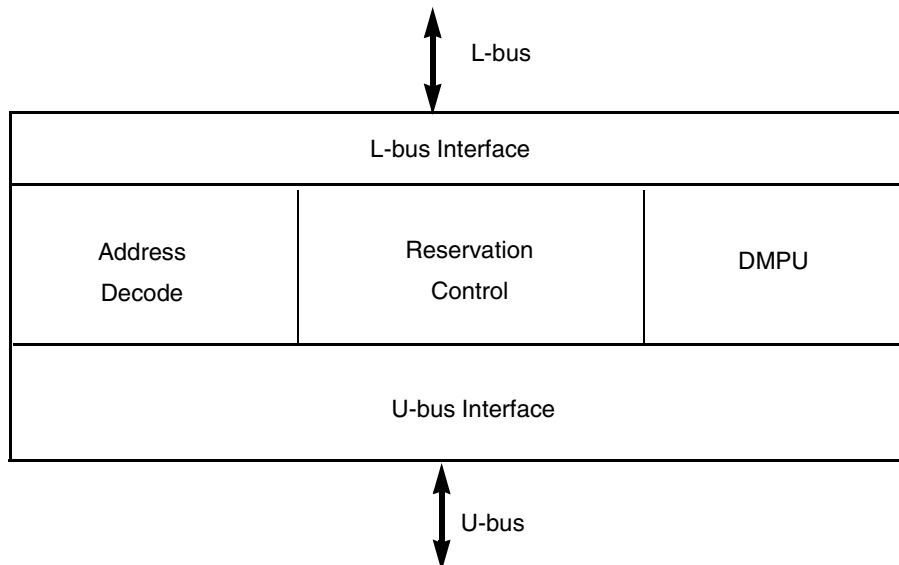 L-bus
L-bus Interface
Address
Decode
Reservation
Control
DMPU
U-bus Interface
U-bus